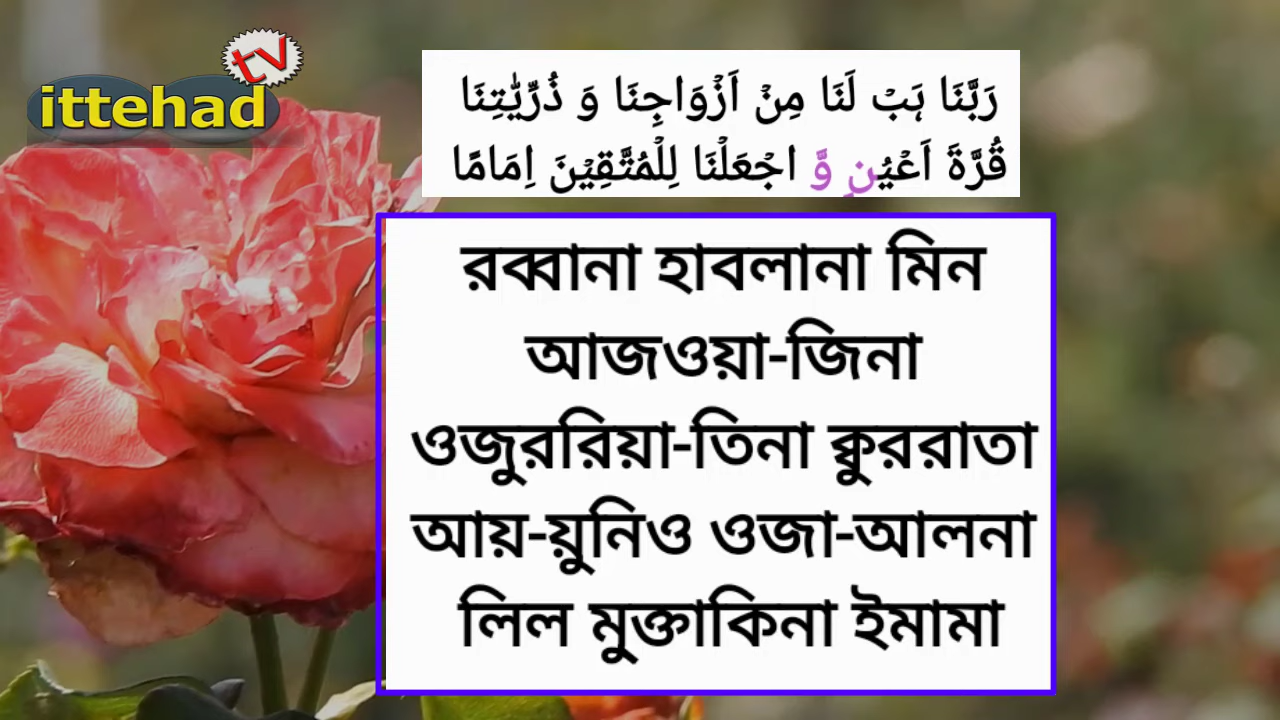 ittehad
tv
رَبَّنَا ہَبۡ لَنَا مِنۡ اَزۡوَاجِنَا وَ ذُرِّیّٰتِنَا
قُرَّةَ اَعۡیُنٍ وَّ اجۡعَلۡنَا لِلۡمُتَّقِیۡنَ اِمَامًا
রব্বানা হাবলানা মিন
আজওয়া-জিনা
ওজুররিয়া-তিনা ক্বুররাতা
আয়-য়ুনিও ওজা-আলনা
লিল মুক্তাকিনা ইমামা